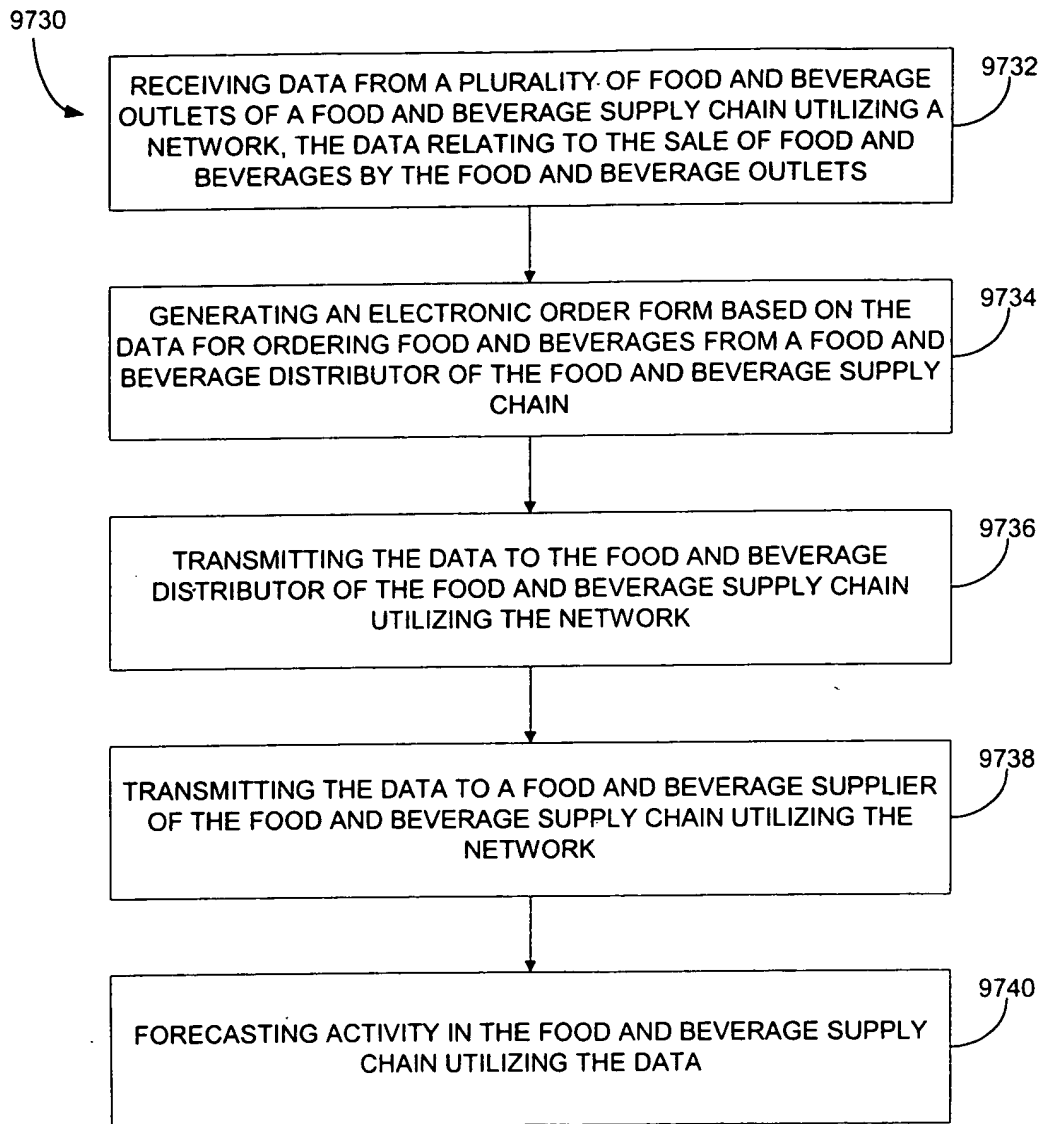 9730
RECEIVING DATA FROM A PLURALITY OF FOOD AND BEVERAGE
OUTLETS OF A FOOD AND BEVERAGE SUPPLY CHAIN UTILIZING A
NETWORK, THE DATA RELATING TO THE SALE OF FOOD AND
BEVERAGES BY THE FOOD AND BEVERAGE OUTLETS
9732
GENERATING AN ELECTRONIC ORDER FORM BASED ON THE
DATA FOR ORDERING FOOD AND BEVERAGES FROM A FOOD AND
BEVERAGE DISTRIBUTOR OF THE FOOD AND BEVERAGE SUPPLY
CHAIN
9734
TRANSMITTING THE DATA TO THE FOOD AND BEVERAGE
DISTRIBUTOR OF THE FOOD AND BEVERAGE SUPPLY CHAIN
UTILIZING THE NETWORK
9736
TRANSMITTING THE DATA TO A FOOD AND BEVERAGE SUPPLIER
OF THE FOOD AND BEVERAGE SUPPLY CHAIN UTILIZING THE
NETWORK
9738
FORECASTING ACTIVITY IN THE FOOD AND BEVERAGE SUPPLY
CHAIN UTILIZING THE DATA
9740